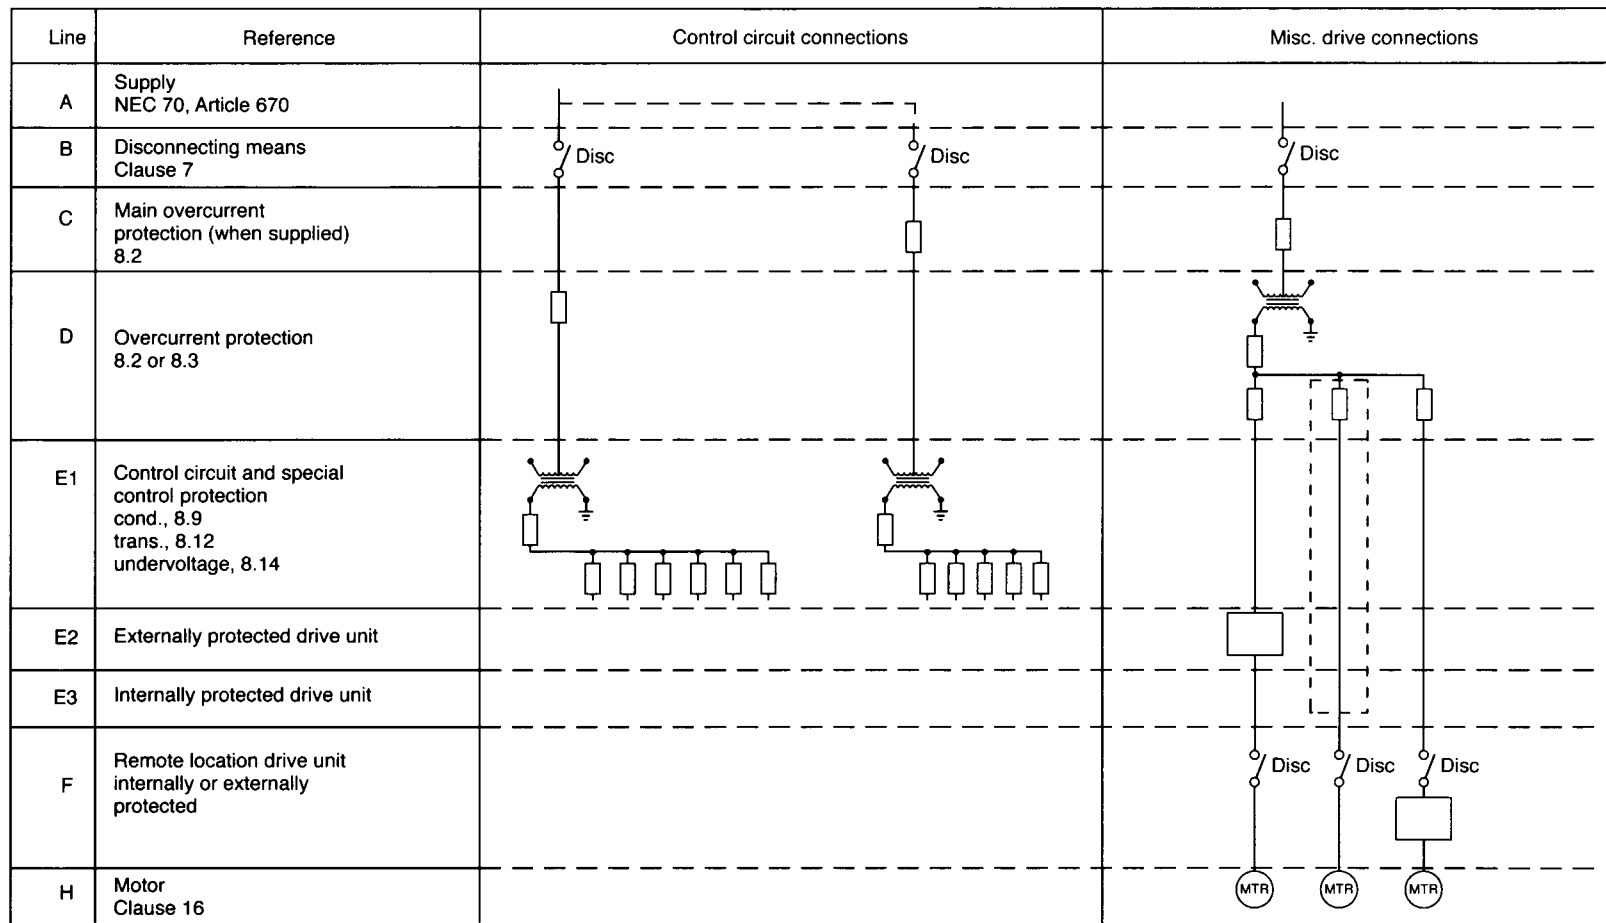 Line Reference Control circuit connections Misc. drive connections
A Supply
NEC 70, Article 670
B Disconnecting means
Clause 7
Disc Disc Disc
C Main overcurrent
protection (when supplied)
8.2
D Overcurrent protection
8.2 or 8.3
E1 Control circuit and special
control protection
cond., 8.9
trans., 8.12
undervoltage, 8.14
E2 Externally protected drive unit
E3 Internally protected drive unit
F Remote location drive unit
internally or externally
protected
Disc Disc Disc
H Motor
Clause 16
MTR MTR MTR